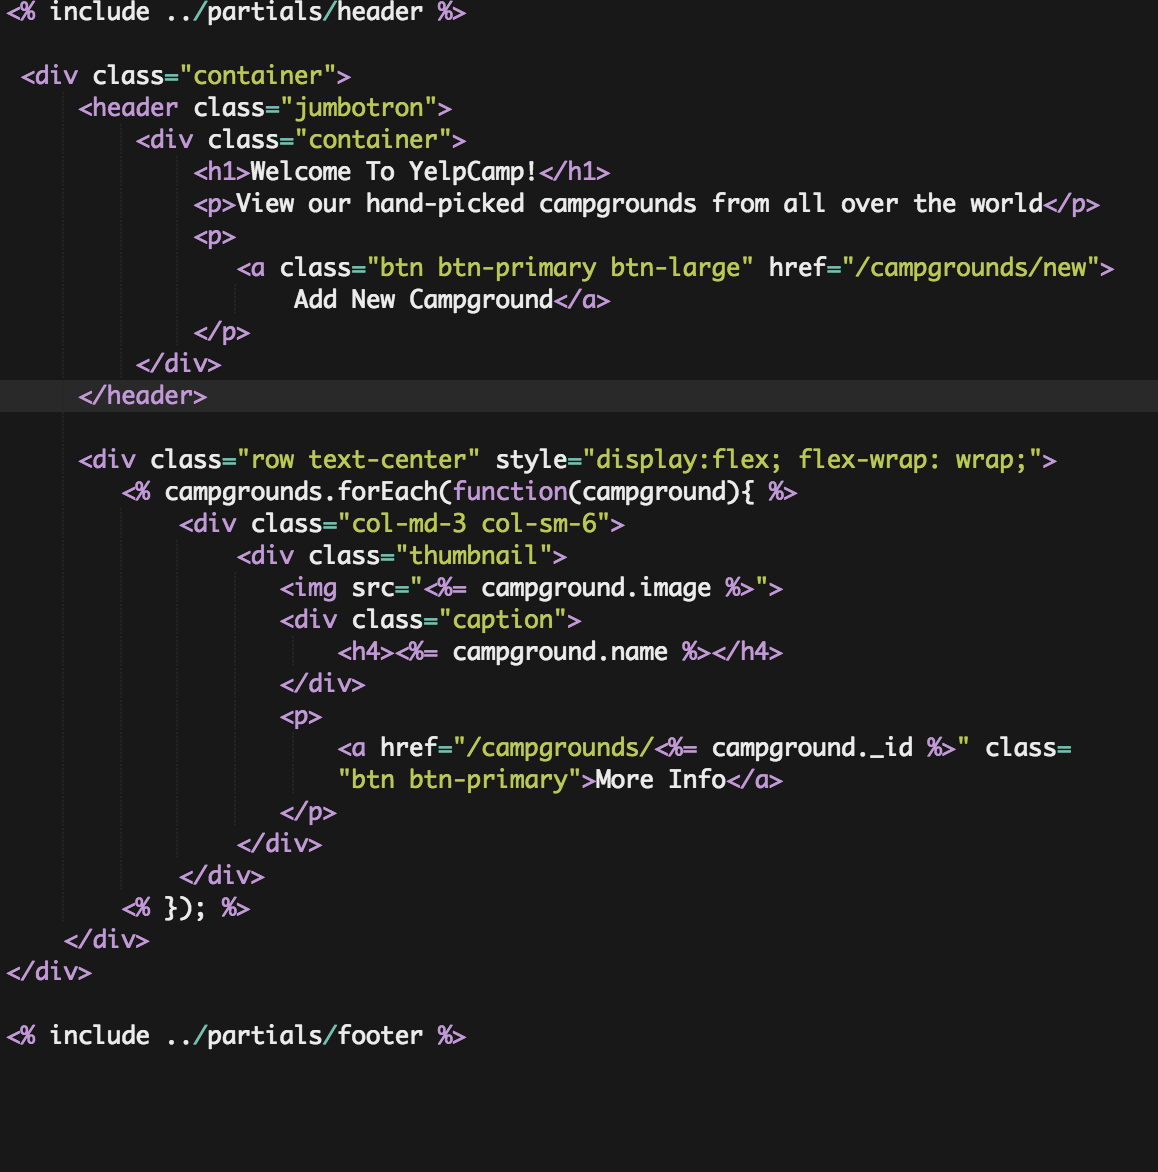 <% include ../partials/header %>
<div class="container">
<header class="jumbotron">
<div class="container">
<h1>Welcome To YelpCamp!</h1>
<p>View our hand-picked campgrounds from all over the world</p>
<p>
<a class="btn btn-primary btn-large" href="/campgrounds/new">
Add New Campground</a>
</p>
</div>
</header>
<div class="row text-center" style="display:flex; flex-wrap: wrap;">
<% campgrounds.forEach(function(campground){ %>
<div class="col-md-3 col-sm-6">
<div class="thumbnail">
<img src="<%= campground.image %>">
<div class="caption">
<h4><%= campground.name %></h4>
</div>
<p>
<a href="/campgrounds/<%= campground._id %>" class=
"btn btn-primary">More Info</a>
</p>
</div>
</div>
<% }); %>
</div>
</div>
<% include ../partials/footer %>